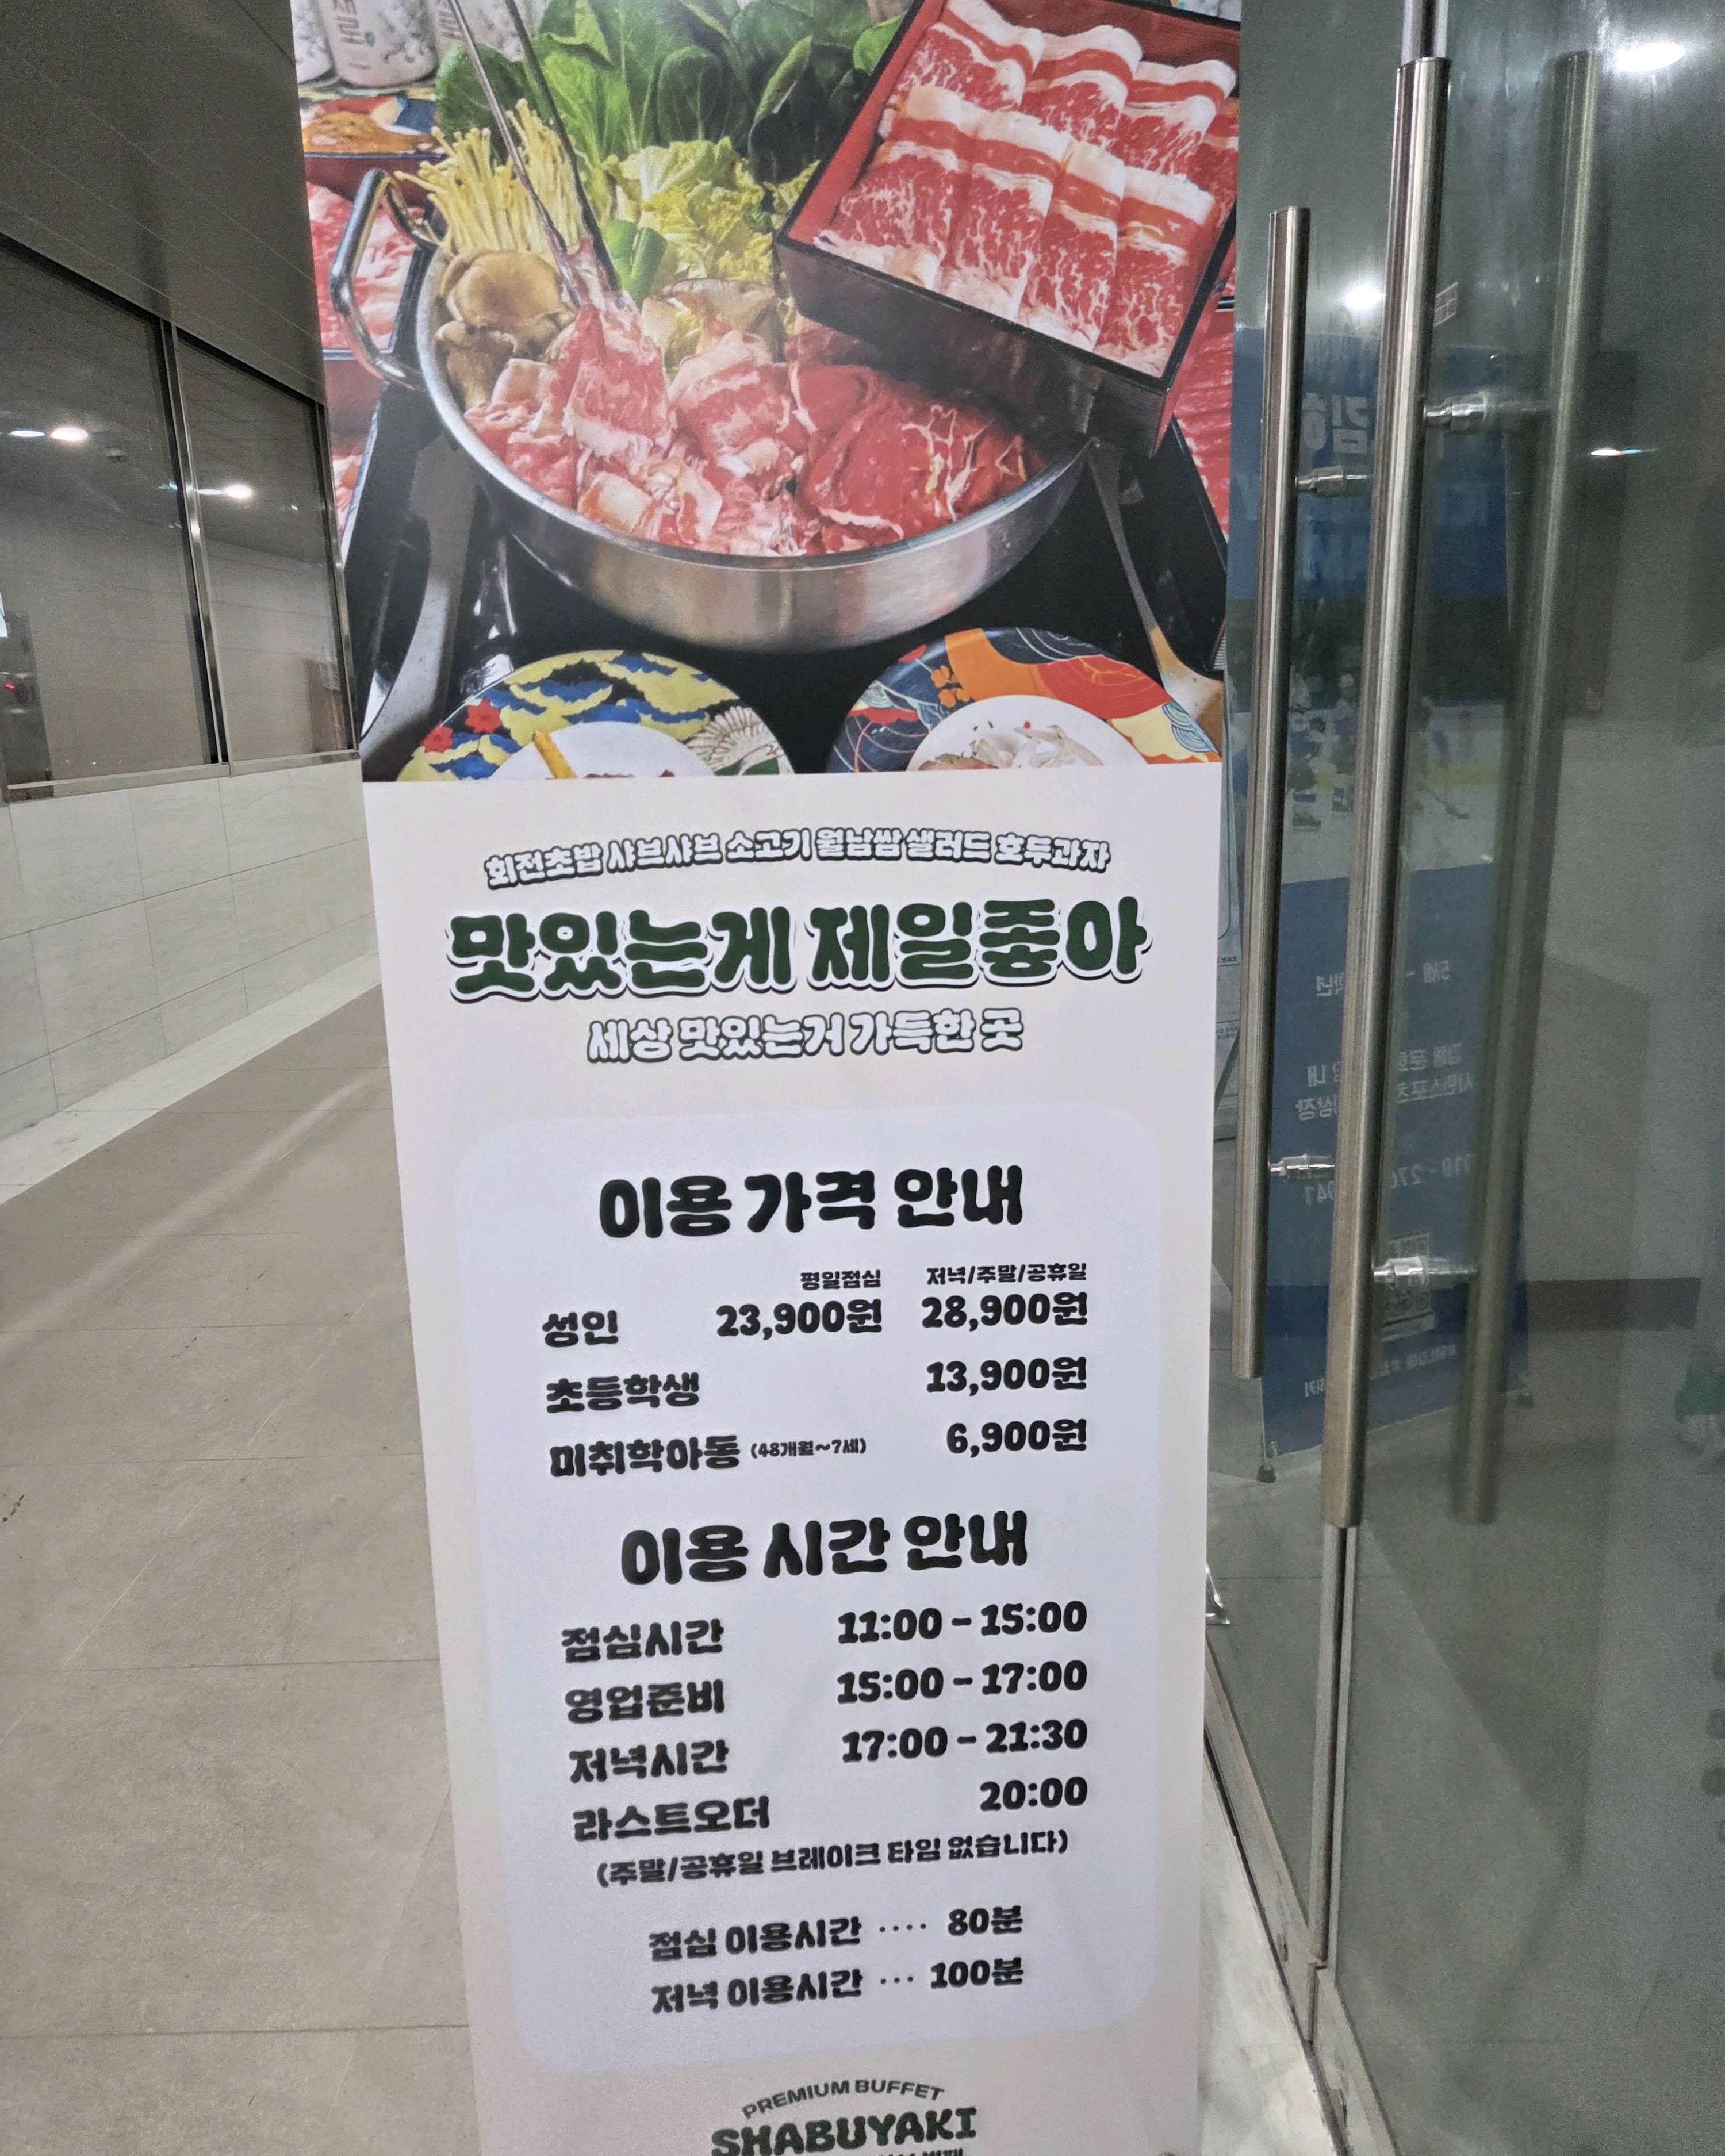 회전초밥 샤브샤브 소고기 월남쌈 샐러드 호두과자
맛있는게 제일좋아
세상 맛있는거 가득한 곳
이용 가격 안내
평일점심 저녁/주말/공휴일
성인 23,900원 28,900원
초등학생 13,900원
미취학아동 (48개월~7세) 6,900원
이용 시간 안내
점심시간 11:00 - 15:00
영업준비 15:00 - 17:00
저녁시간 17:00 - 21:30
라스트오더 20:00
(주말/공휴일 브레이크 타임 없습니다)
점심 이용시간 ···· 80분
저녁 이용시간 ··· 100분
PREMIUM BUFFET
SHABUYAKI